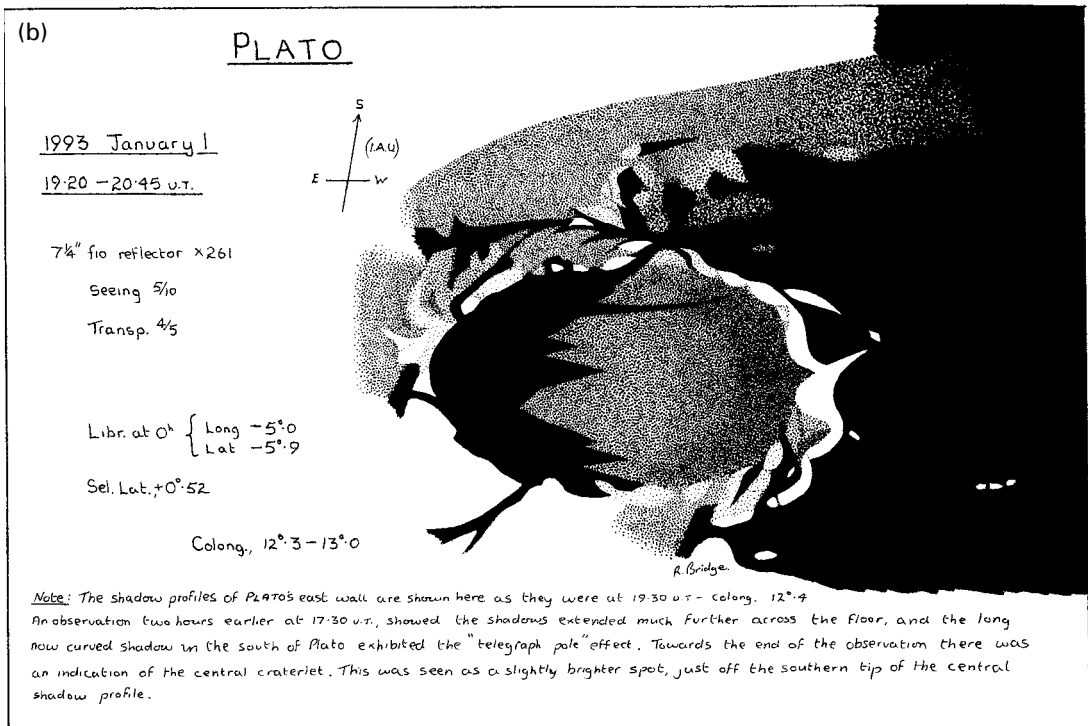 (b)
PLATO
1993 January 1
19·20 – 20·45 U.T.
S
(I.A.U)
E W
7¼" f10 reflector ×261
Seeing 5/10
Transp. 4/5
Libr. at 0ʰ { Long –5°·0
Lat –5°·9
Sel. Lat., +0°·52
Colong., 12°·3 – 13°·0
R. Bridge.
Note: The shadow profiles of PLATO's east wall are shown here as they were at 19·30 U.T – Colong. 12°·4
An observation two hours earlier at 17·30 U.T., showed the shadows extended much further across the floor, and the long
now curved shadow in the south of Plato exhibited the "telegraph pole" effect. Towards the end of the observation there was
an indication of the central craterlet. This was seen as a slightly brighter spot, just off the southern tip of the central
shadow profile.